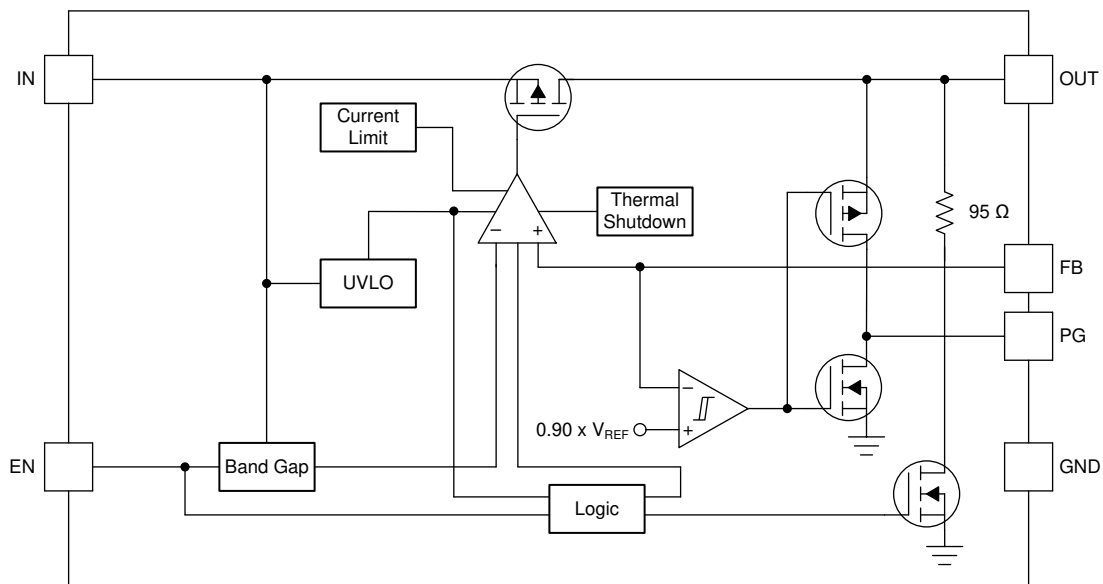 IN
OUT
Current
Limit
Thermal
Shutdown
95 Ω
− +
UVLO
FB
PG
−
0.90 x V_REF
+
EN
Band Gap
GND
Logic